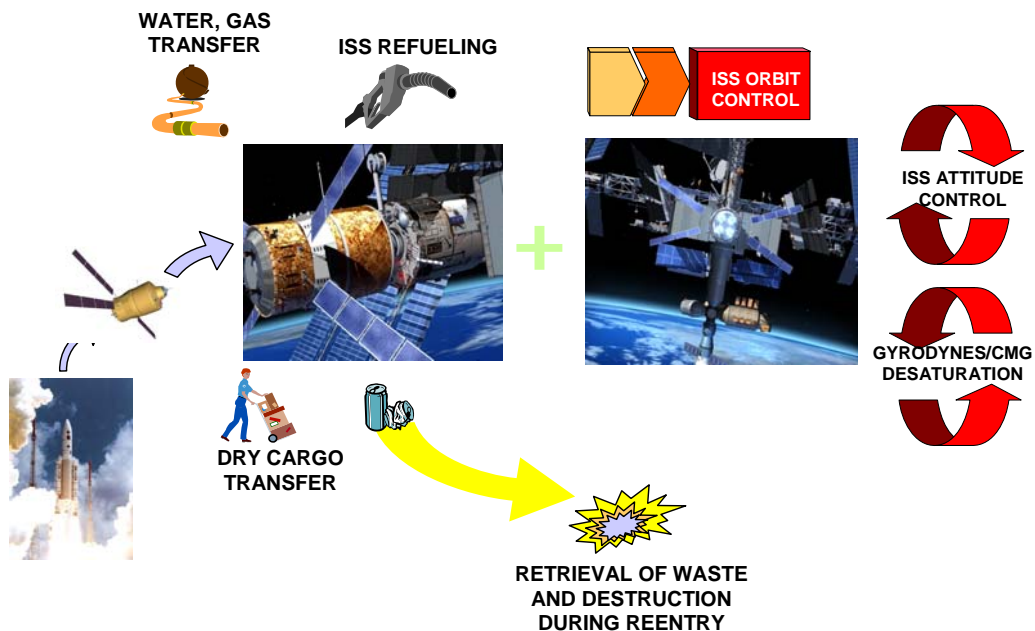 WATER, GAS
TRANSFER
ISS REFUELING
ISS ORBIT
CONTROL
ISS ATTITUDE
CONTROL
GYRODYNES/CMG
DESATURATION
DRY CARGO
TRANSFER
RETRIEVAL OF WASTE
AND DESTRUCTION
DURING REENTRY